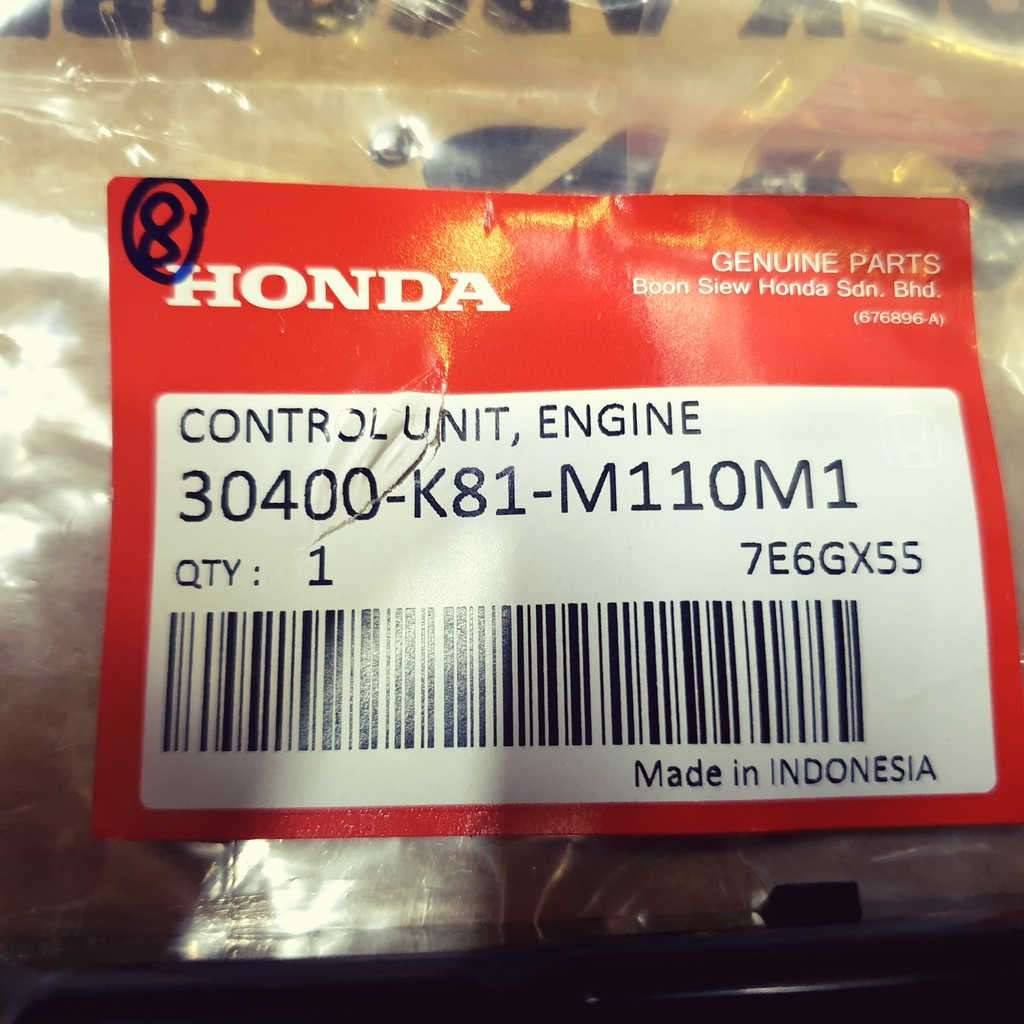 8
HONDA
GENUINE PARTS
Boon Siew Honda Sdn. Bhd.
(676896-A)
CONTROL UNIT, ENGINE
30400-K81-M110M1
QTY : 1 7E6GX55
Made in INDONESIA